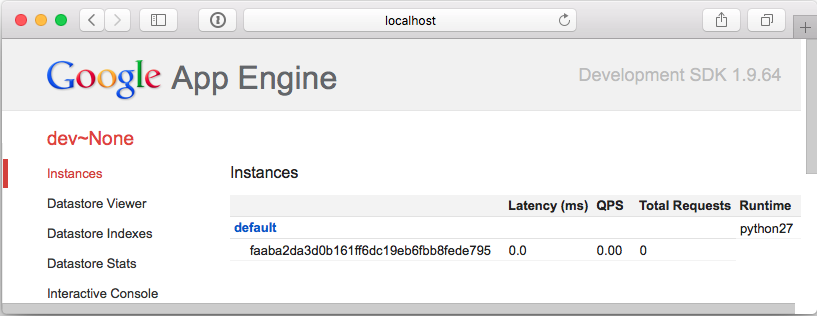 localhost
Google App Engine
Development SDK 1.9.64
dev~None
Instances
Datastore Viewer
Datastore Indexes
Datastore Stats
Interactive Console
Instances
Latency (ms) QPS Total Requests Runtime
default python27
faaba2da3d0b161ff6dc19eb6fbb8fede795 0.0 0.00 0